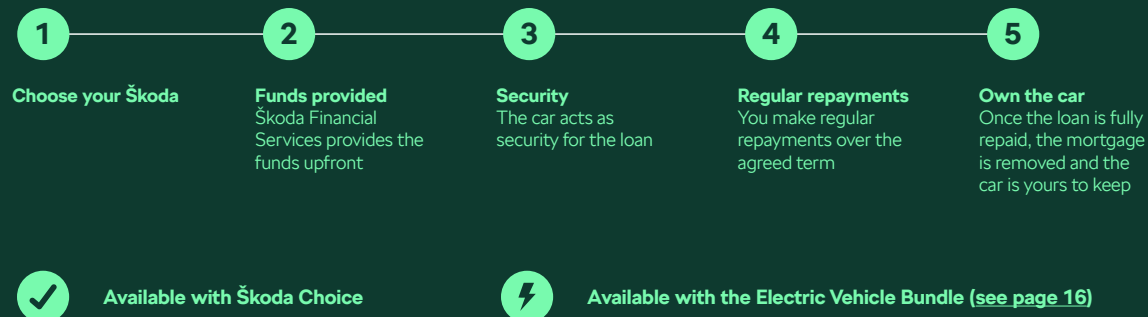 1
2
3
4
5
Choose your Škoda
Funds provided
Škoda Financial
Services provides the
funds upfront
Security
The car acts as
security for the loan
Regular repayments
You make regular
repayments over the
agreed term
Own the car
Once the loan is fully
repaid, the mortgage
is removed and the
car is yours to keep
Available with Škoda Choice
Available with the Electric Vehicle Bundle (see page 16)